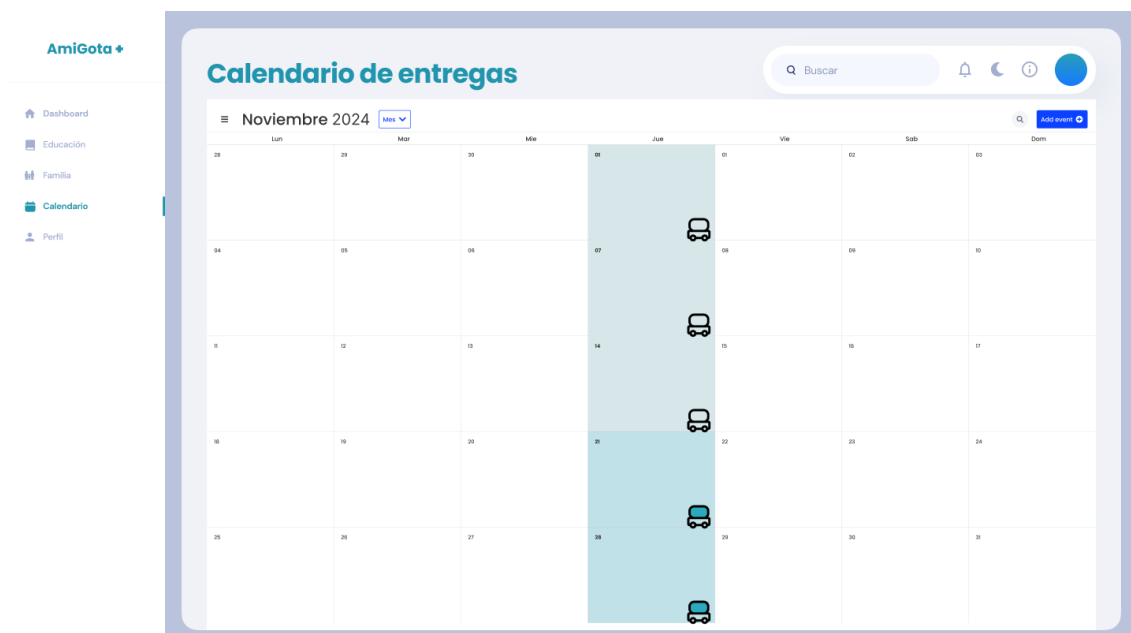 AmiGota +
Dashboard
Educación
Familia
Calendario
Perfil
Calendario de entregas
Buscar
Noviembre 2024 Mes
Add event
Lun Mar Mie Jue Vie Sab Dom
28 29 30 01 01 02 03
04 05 06 07 08 09 10
11 12 13 14 15 16 17
18 19 20 21 22 23 24
25 26 27 28 29 30 31